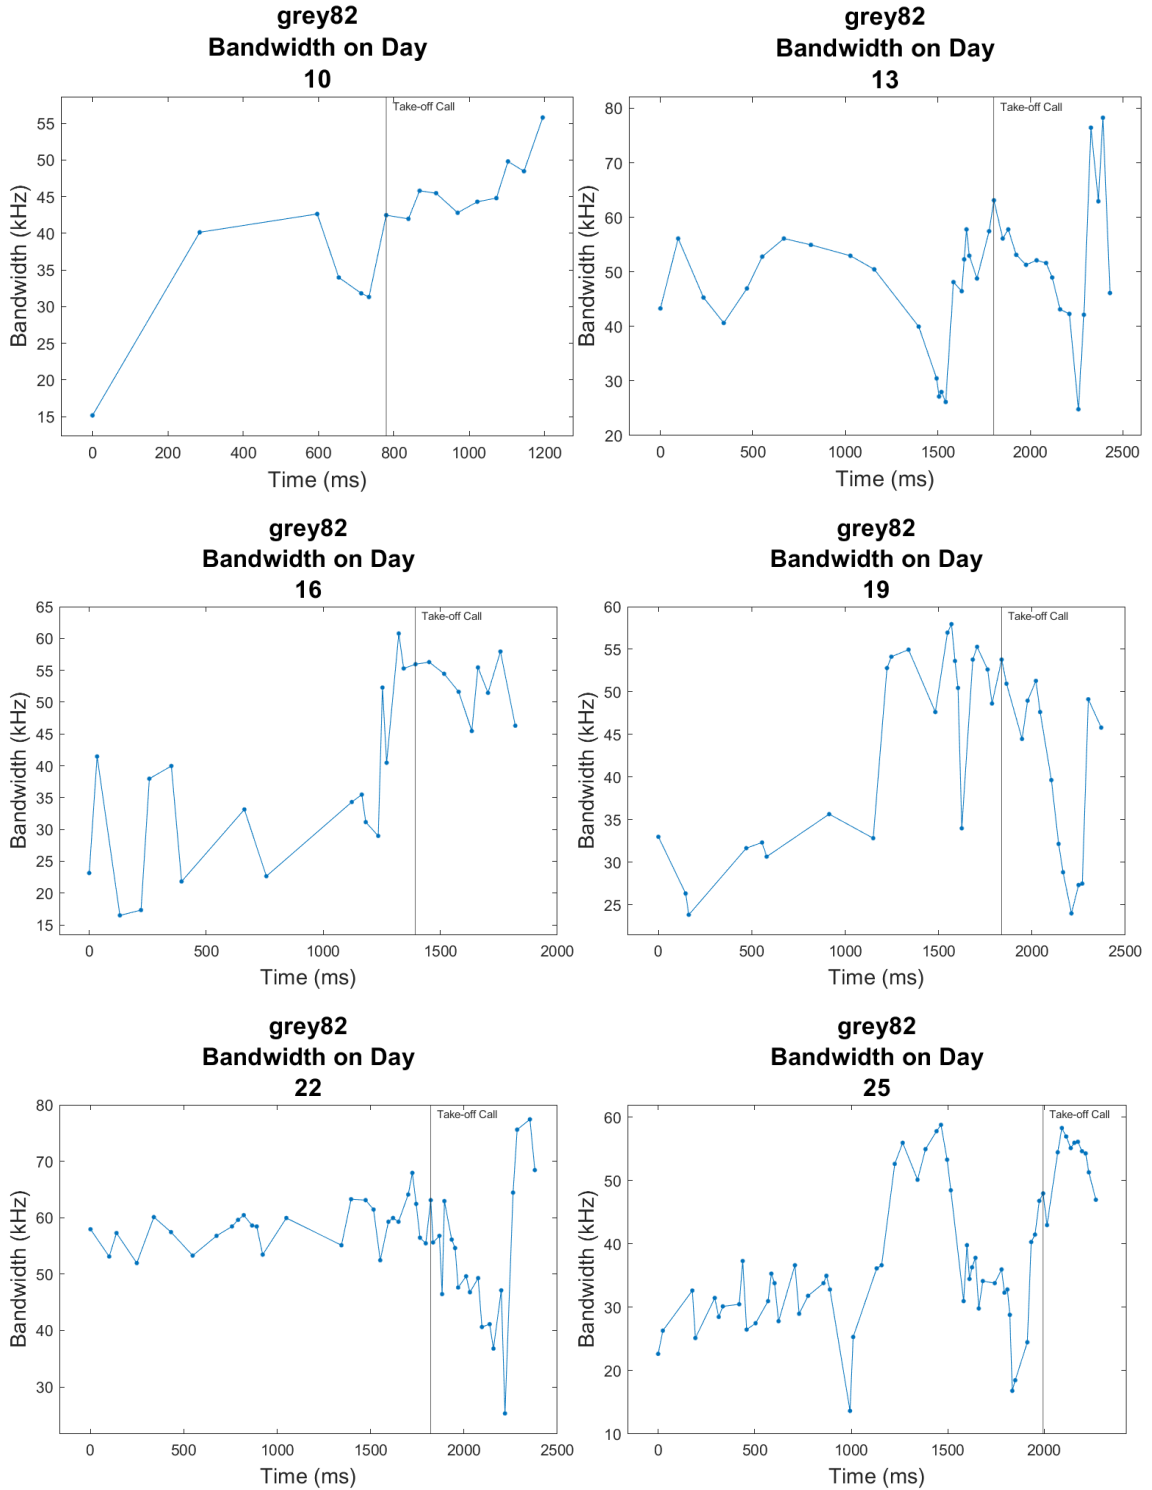 grey82
Bandwidth on Day
10
Take-off Call
55
50
45
40
35
30
25
20
15
0 200 400 600 800 1000 1200
Bandwidth (kHz)
Time (ms)
grey82
Bandwidth on Day
13
Take-off Call
80
70
60
50
40
30
20
0 500 1000 1500 2000 2500
Bandwidth (kHz)
Time (ms)
grey82
Bandwidth on Day
16
Take-off Call
65
60
55
50
45
40
35
30
25
20
15
0 500 1000 1500 2000
Bandwidth (kHz)
Time (ms)
grey82
Bandwidth on Day
19
Take-off Call
60
55
50
45
40
35
30
25
0 500 1000 1500 2000 2500
Bandwidth (kHz)
Time (ms)
grey82
Bandwidth on Day
22
Take-off Call
80
70
60
50
40
30
0 500 1000 1500 2000 2500
Bandwidth (kHz)
Time (ms)
grey82
Bandwidth on Day
25
Take-off Call
60
50
40
30
20
10
0 500 1000 1500 2000
Bandwidth (kHz)
Time (ms)